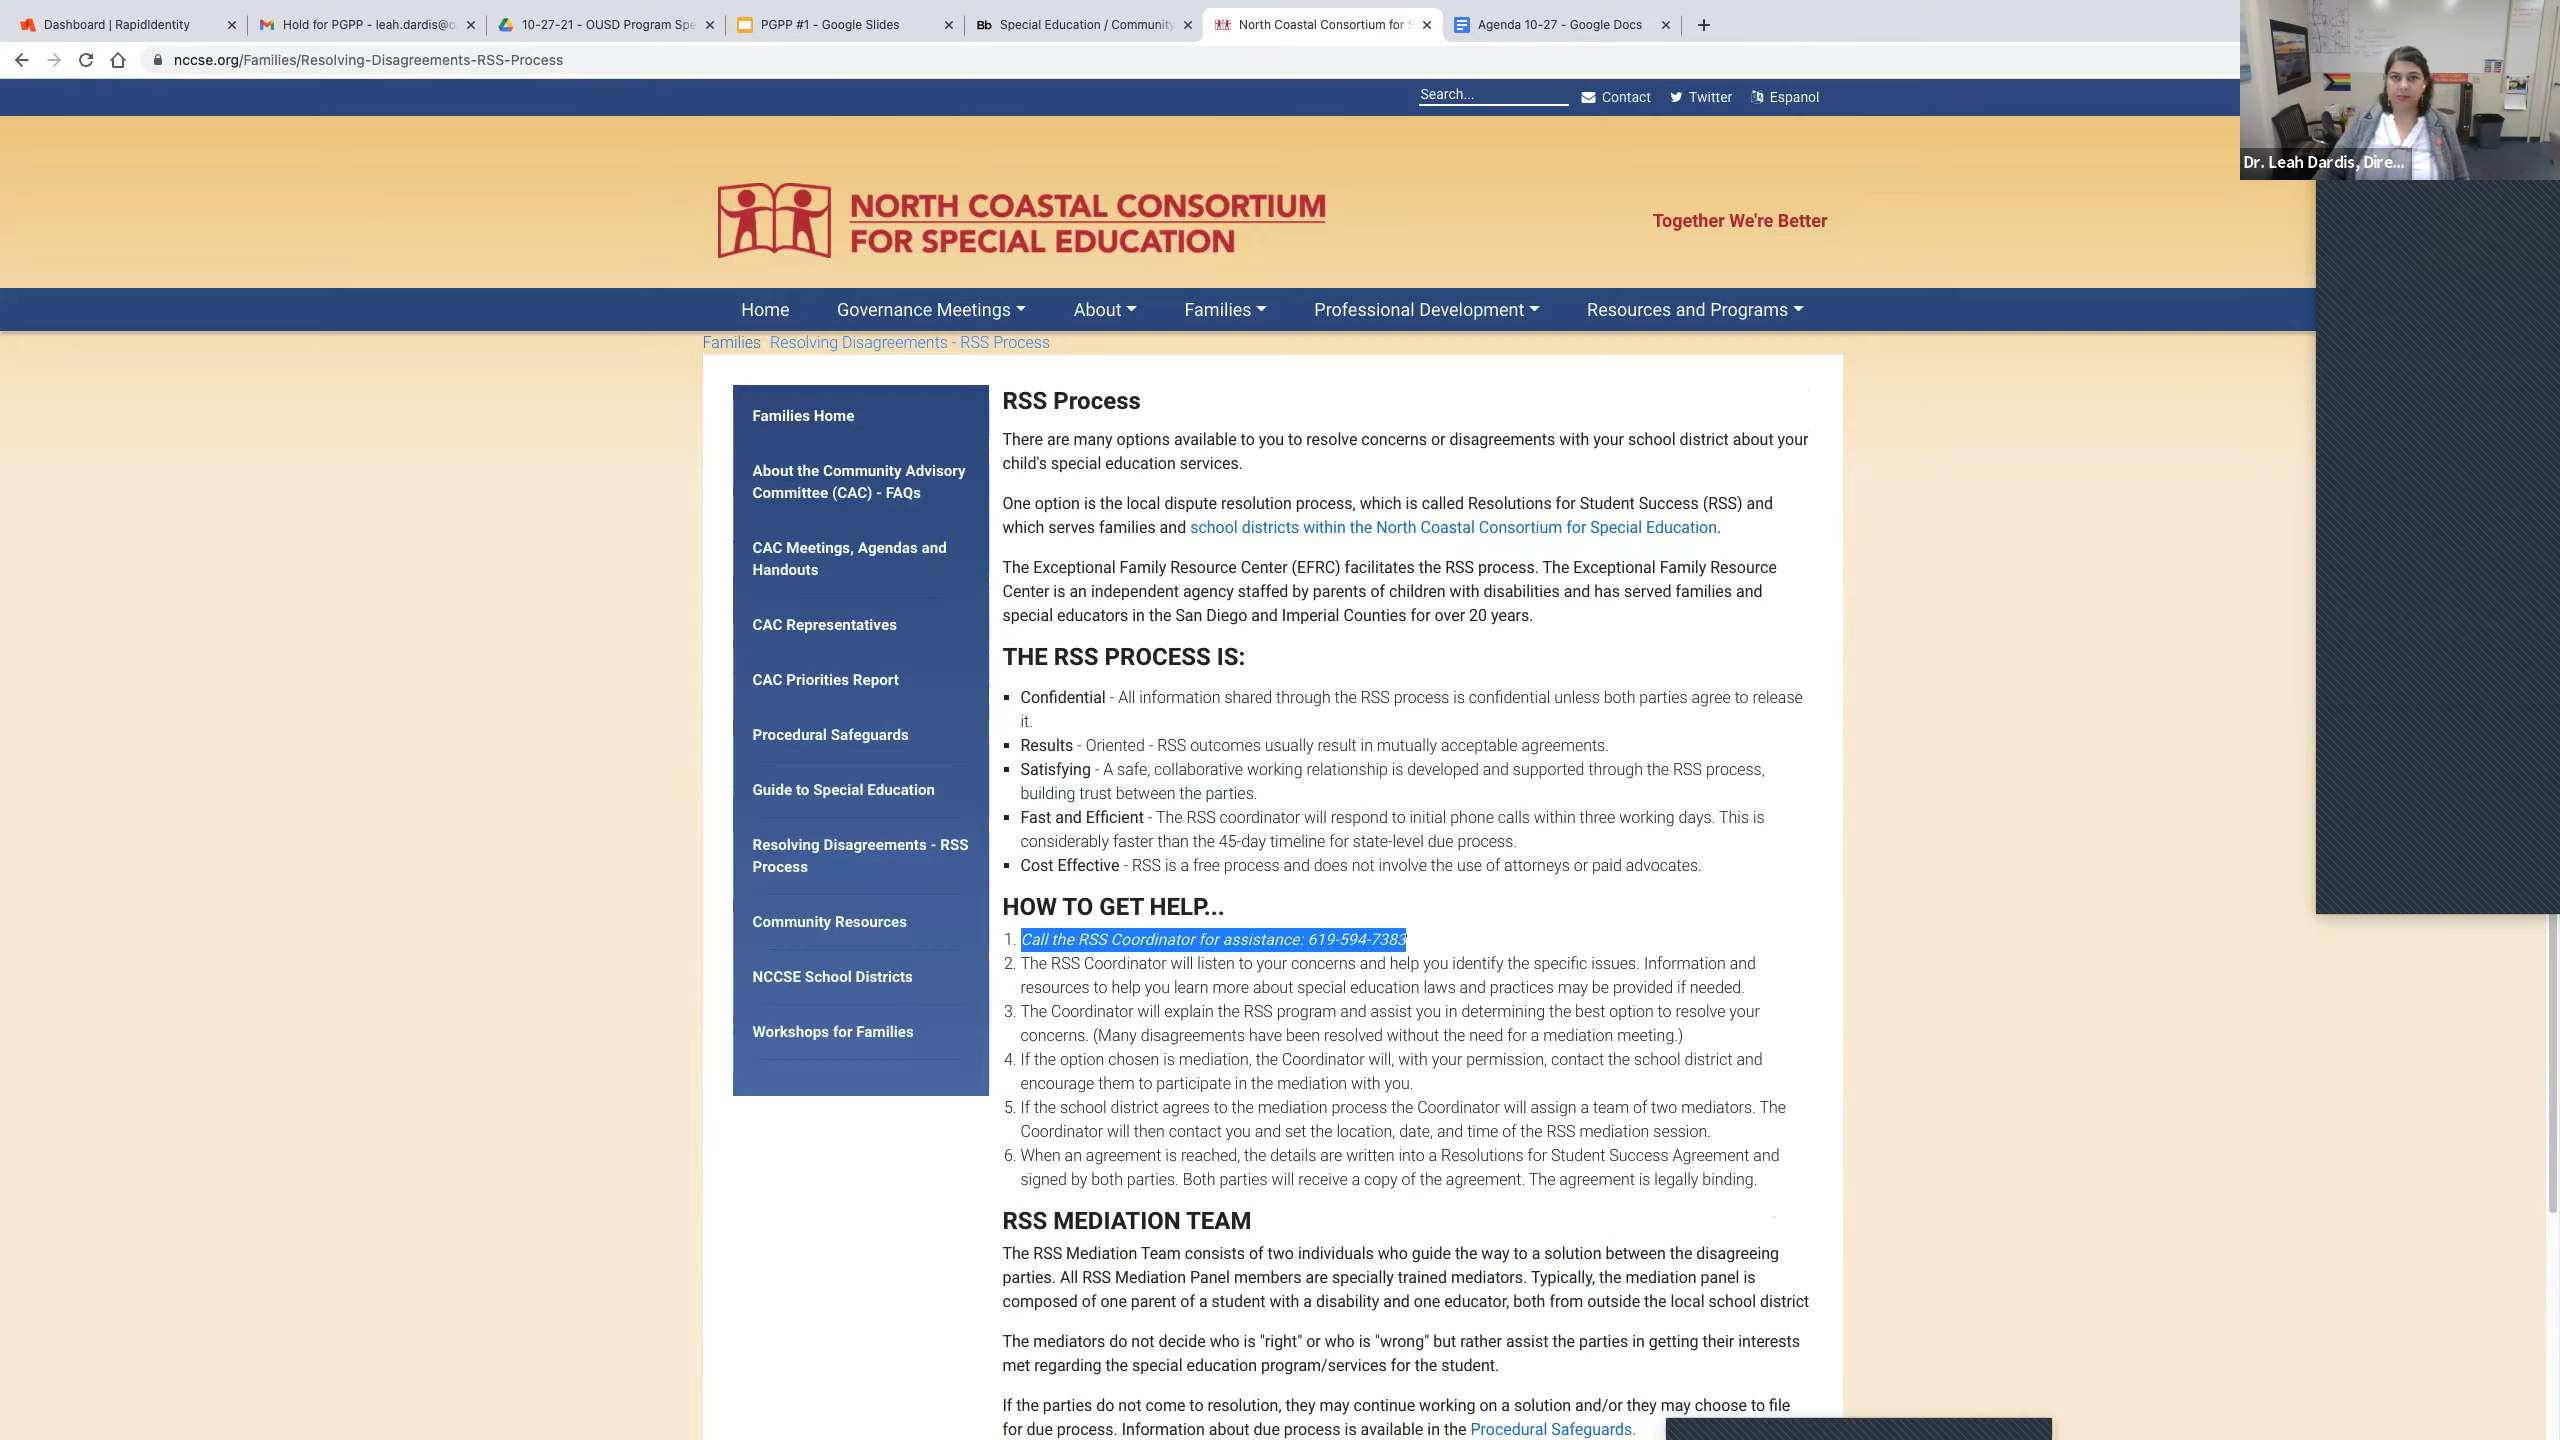 Dashboard | RapidIdentity
Hold for PGPP - leah.dardis@o
10-27-21 - OUSD Program Spe
PGPP #1 - Google Slides
Bb Special Education / Community
North Coastal Consortium for S
Agenda 10-27 - Google Docs
nccse.org/Families/Resolving-Disagreements-RSS-Process
Search... Contact Twitter Espanol
Dr. Leah Dardis, Dire...
NORTH COASTAL CONSORTIUM
FOR SPECIAL EDUCATION
Together We're Better
Home Governance Meetings About Families Professional Development Resources and Programs
Families Resolving Disagreements - RSS Process
Families Home
About the Community Advisory
Committee (CAC) - FAQs
CAC Meetings, Agendas and
Handouts
CAC Representatives
CAC Priorities Report
Procedural Safeguards
Guide to Special Education
Resolving Disagreements - RSS
Process
Community Resources
NCCSE School Districts
Workshops for Families
RSS Process
There are many options available to you to resolve concerns or disagreements with your school district about your
child's special education services.
One option is the local dispute resolution process, which is called Resolutions for Student Success (RSS) and
which serves families and school districts within the North Coastal Consortium for Special Education.
The Exceptional Family Resource Center (EFRC) facilitates the RSS process. The Exceptional Family Resource
Center is an independent agency staffed by parents of children with disabilities and has served families and
special educators in the San Diego and Imperial Counties for over 20 years.
THE RSS PROCESS IS:
▪ Confidential - All information shared through the RSS process is confidential unless both parties agree to release
it.
▪ Results - Oriented - RSS outcomes usually result in mutually acceptable agreements.
▪ Satisfying - A safe, collaborative working relationship is developed and supported through the RSS process,
building trust between the parties.
▪ Fast and Efficient - The RSS coordinator will respond to initial phone calls within three working days. This is
considerably faster than the 45-day timeline for state-level due process.
▪ Cost Effective - RSS is a free process and does not involve the use of attorneys or paid advocates.
HOW TO GET HELP...
1. Call the RSS Coordinator for assistance: 619-594-7383
2. The RSS Coordinator will listen to your concerns and help you identify the specific issues. Information and
resources to help you learn more about special education laws and practices may be provided if needed.
3. The Coordinator will explain the RSS program and assist you in determining the best option to resolve your
concerns. (Many disagreements have been resolved without the need for a mediation meeting.)
4. If the option chosen is mediation, the Coordinator will, with your permission, contact the school district and
encourage them to participate in the mediation with you.
5. If the school district agrees to the mediation process the Coordinator will assign a team of two mediators. The
Coordinator will then contact you and set the location, date, and time of the RSS mediation session.
6. When an agreement is reached, the details are written into a Resolutions for Student Success Agreement and
signed by both parties. Both parties will receive a copy of the agreement. The agreement is legally binding.
RSS MEDIATION TEAM
The RSS Mediation Team consists of two individuals who guide the way to a solution between the disagreeing
parties. All RSS Mediation Panel members are specially trained mediators. Typically, the mediation panel is
composed of one parent of a student with a disability and one educator, both from outside the local school district
The mediators do not decide who is "right" or who is "wrong" but rather assist the parties in getting their interests
met regarding the special education program/services for the student.
If the parties do not come to resolution, they may continue working on a solution and/or they may choose to file
for due process. Information about due process is available in the Procedural Safeguards.